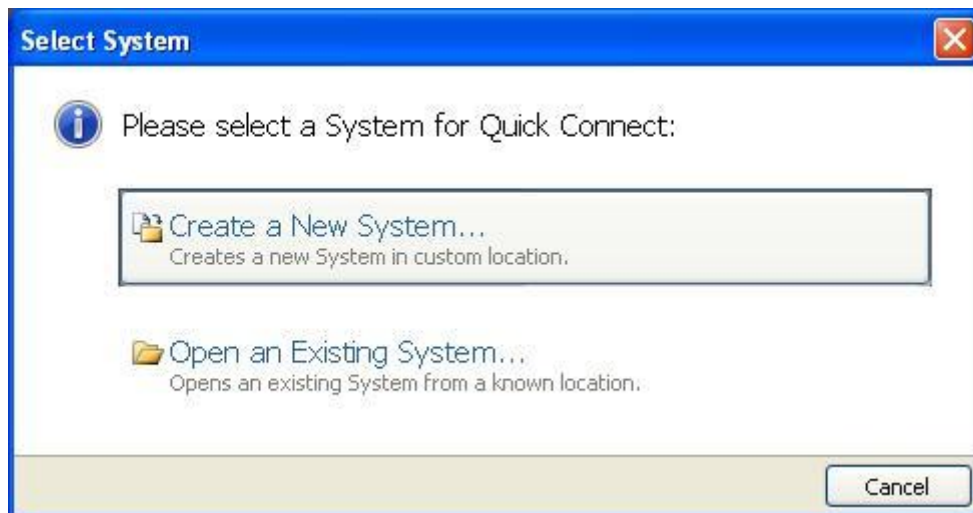 Select System
Please select a System for Quick Connect:
Create a New System...
Creates a new System in custom location.
Open an Existing System...
Opens an existing System from a known location.
Cancel